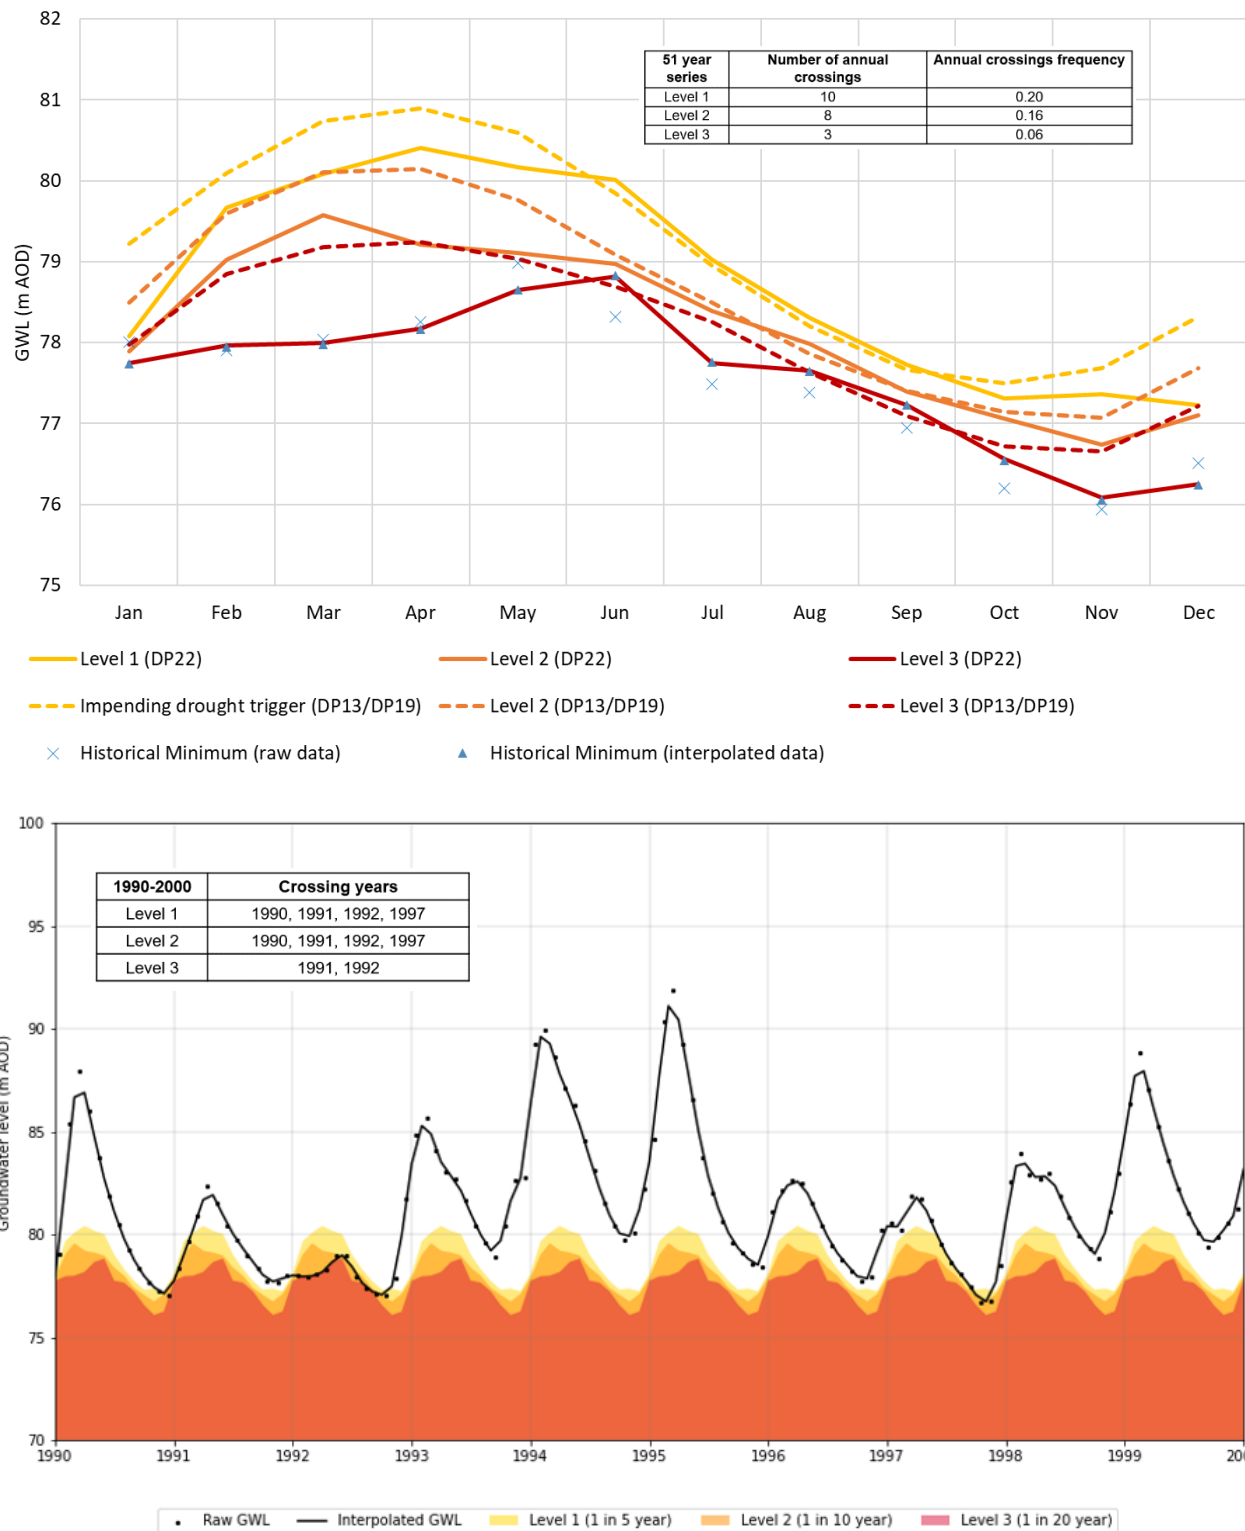 82
81
80
79
78
77
76
75
GWL (m AOD)
51 year series Number of annual crossings Annual crossings frequency
Level 1 10 0.20
Level 2 8 0.16
Level 3 3 0.06
Jan Feb Mar Apr May Jun Jul Aug Sep Oct Nov Dec
Level 1 (DP22) Level 2 (DP22) Level 3 (DP22)
Impending drought trigger (DP13/DP19) Level 2 (DP13/DP19) Level 3 (DP13/DP19)
Historical Minimum (raw data) Historical Minimum (interpolated data)
100
95
90
85
80
75
70
Groundwater level (m AOD)
1990-2000 Crossing years
Level 1 1990, 1991, 1992, 1997
Level 2 1990, 1991, 1992, 1997
Level 3 1991, 1992
1990 1991 1992 1993 1994 1995 1996 1997 1998 1999
Raw GWL Interpolated GWL Level 1 (1 in 5 year) Level 2 (1 in 10 year) Level 3 (1 in 20 year)